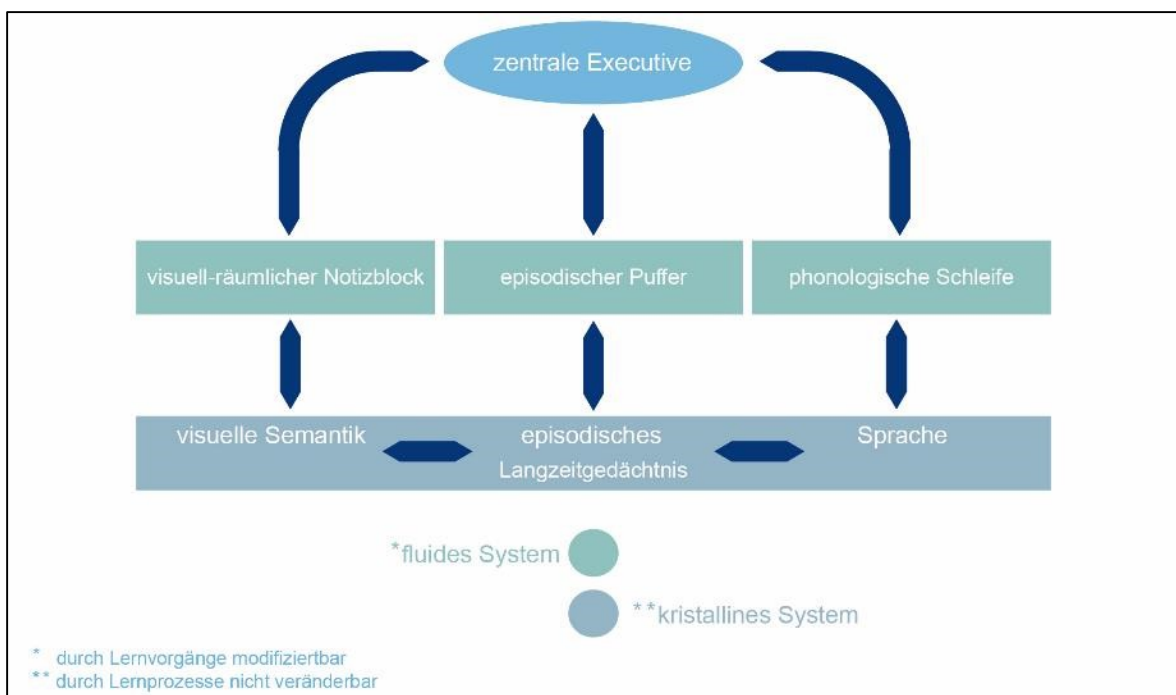 zentrale Executive
visuell-räumlicher Notizblock
episodischer Puffer
phonologische Schleife
visuelle Semantik
episodisches
Sprache
Langzeitgedächtnis
*fluides System
**kristallines System
* durch Lernvorgänge modifiziertbar
** durch Lernprozesse nicht veränderbar